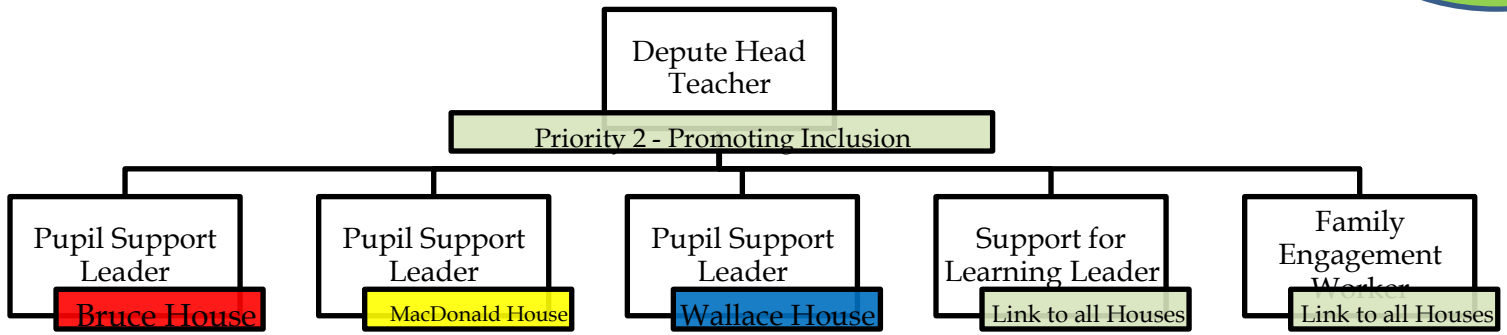 Depute Head
Teacher
Priority 2 - Promoting Inclusion
Pupil Support
Leader
Bruce House
Pupil Support
Leader
MacDonald House
Pupil Support
Leader
Wallace House
Support for
Learning Leader
Link to all Houses
Family
Engagement
Worker
Link to all Houses